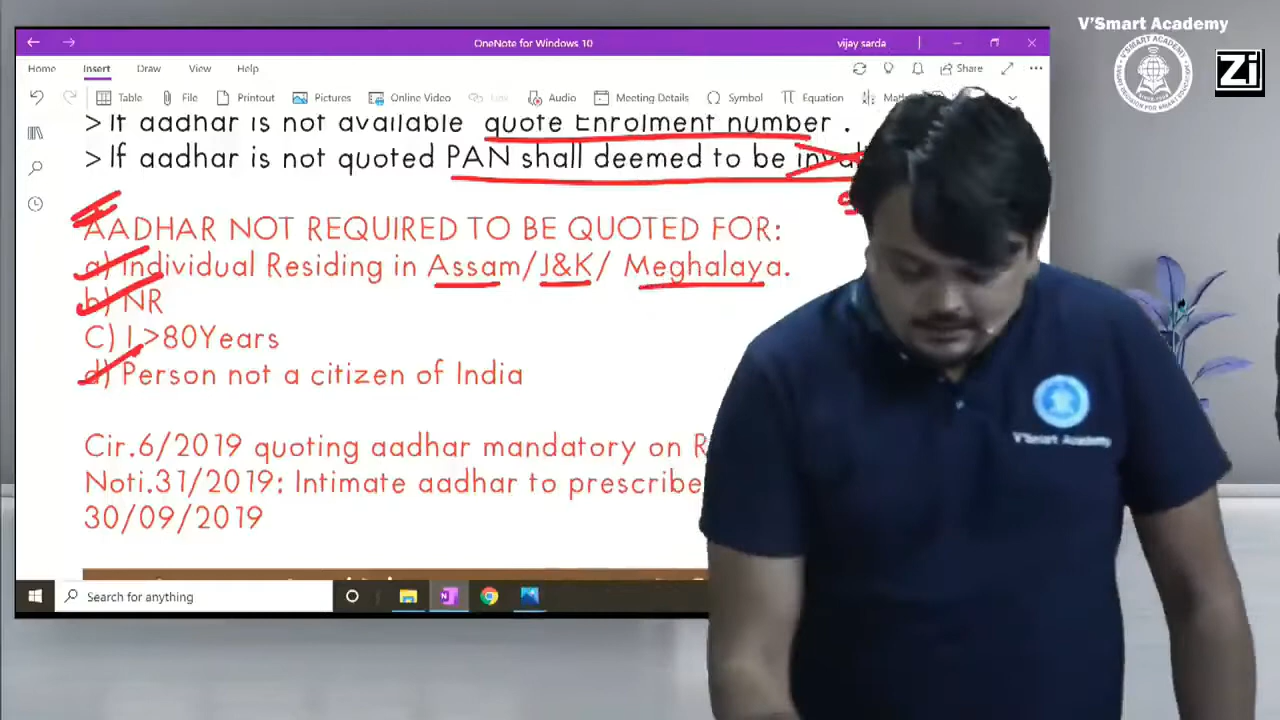 V'Smart Academy
OneNote for Windows 10
vijay sarda
Home Insert Draw View Help
Share
Table File Printout Pictures Online Video Link Audio Meeting Details Symbol Equation
>If aadhar is not available quote Enrolment number .
>If aadhar is not quoted PAN shall deemed to be
AADHAR NOT REQUIRED TO BE QUOTED FOR:
a) Individual Residing in Assam/J&K/ Meghalaya.
b) NR
C) I.>80Years
d) Person not a citizen of India
Cir.6/2019 quoting aadhar mandatory on
Noti.31/2019: Intimate aadhar to prescribe
30/09/2019
Search for anything
Zi
V'Smart Academy